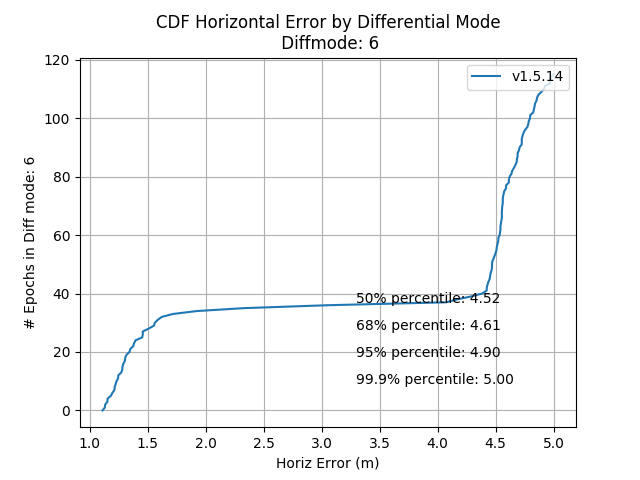 CDF Horizontal Error by Differential Mode
Diffmode: 6
v1.5.14
# Epochs in Diff mode: 6
120
100
80
60
40
20
0
50% percentile: 4.52
68% percentile: 4.61
95% percentile: 4.90
99.9% percentile: 5.00
1.0 1.5 2.0 2.5 3.0 3.5 4.0 4.5 5.0
Horiz Error (m)